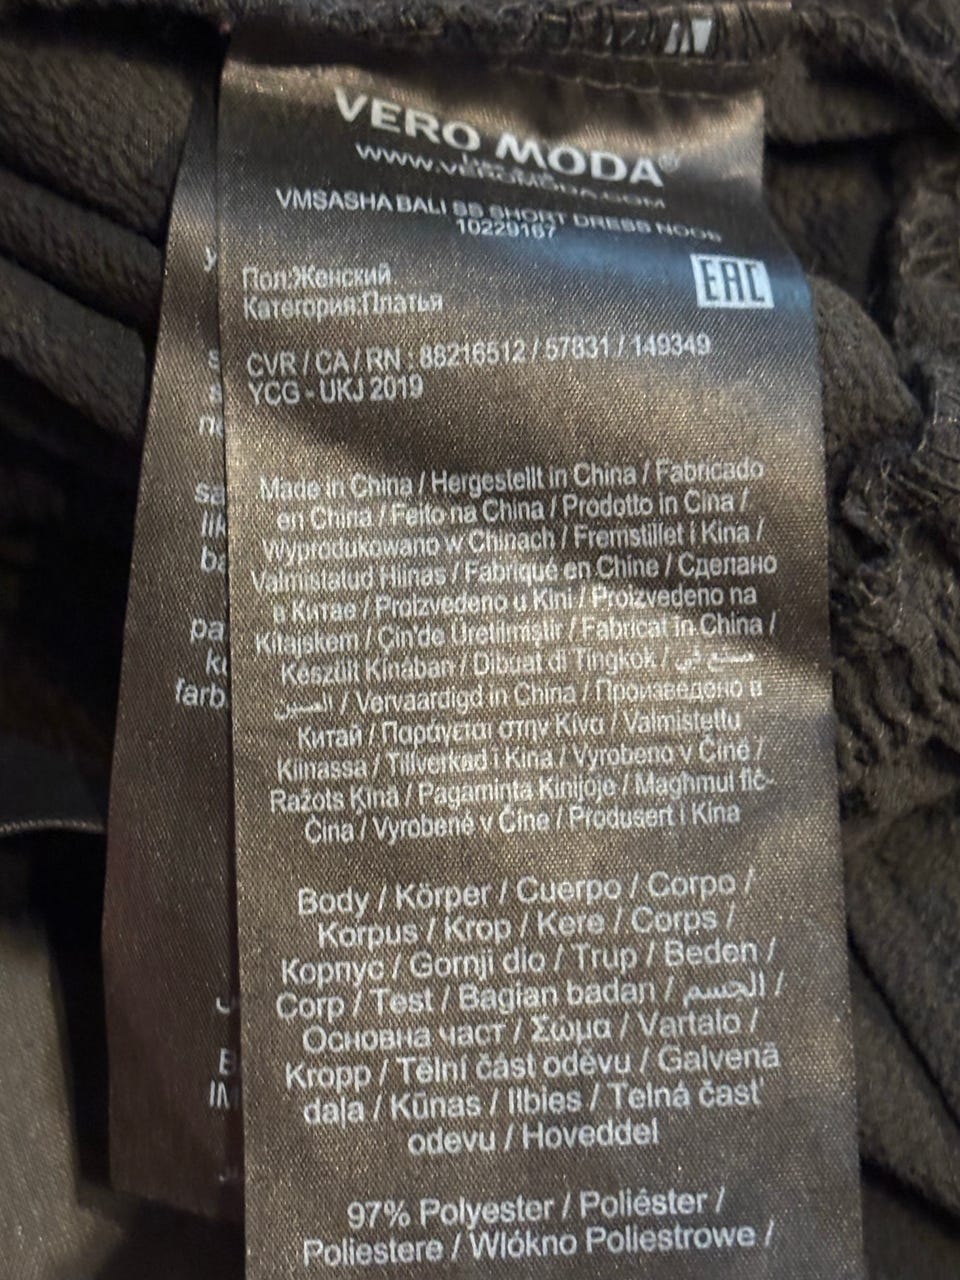 VERO MODA®
WWW.VEROMODA.COM
VMSASHA BALI SS SHORT DRESS NOOS
10229167
Пол:Женский
Категория:Платья
EAC
CVR / CA / RN : 88216512 / 57831 / 149349
YCG - UKJ 2019
Made in China / Hergestellt in China / Fabricado
en China / Feito na China / Prodotto in Cina /
Wyprodukowano w Chinach / Fremstillet i Kina /
Valmistatud Hiinas / Fabriqué en Chine / Сделано
в Китае / Proizvedeno u Kini / Proizvedeno na
Kitajskem / Çin'de Üretilmiştir / Fabricat în China /
Készült Kínában / Dibuat di Tingkok / مصنع في
الصين / Vervaardigd in China / Произведено в
Китай / Παράγεται στην Κίνα / Valmistettu
Kiinassa / Tillverkad i Kina / Vyrobeno v Číně /
Ražots Ķīnā / Pagaminta Kinijoje / Magħmul fiċ-
Ċina / Vyrobené v Číne / Produsert i Kina
Body / Körper / Cuerpo / Corpo /
Korpus / Krop / Kere / Corps /
Корпус / Gornji dio / Trup / Beden /
Corp / Test / Bagian badan / الجسم /
Основна част / Σώμα / Vartalo /
Kropp / Tělní část oděvu / Galvenā
daļa / Kūnas / Ilbies / Telná časť
odevu / Hoveddel
97% Polyester / Poliéster /
Poliestere / Włókno Poliestrowe /